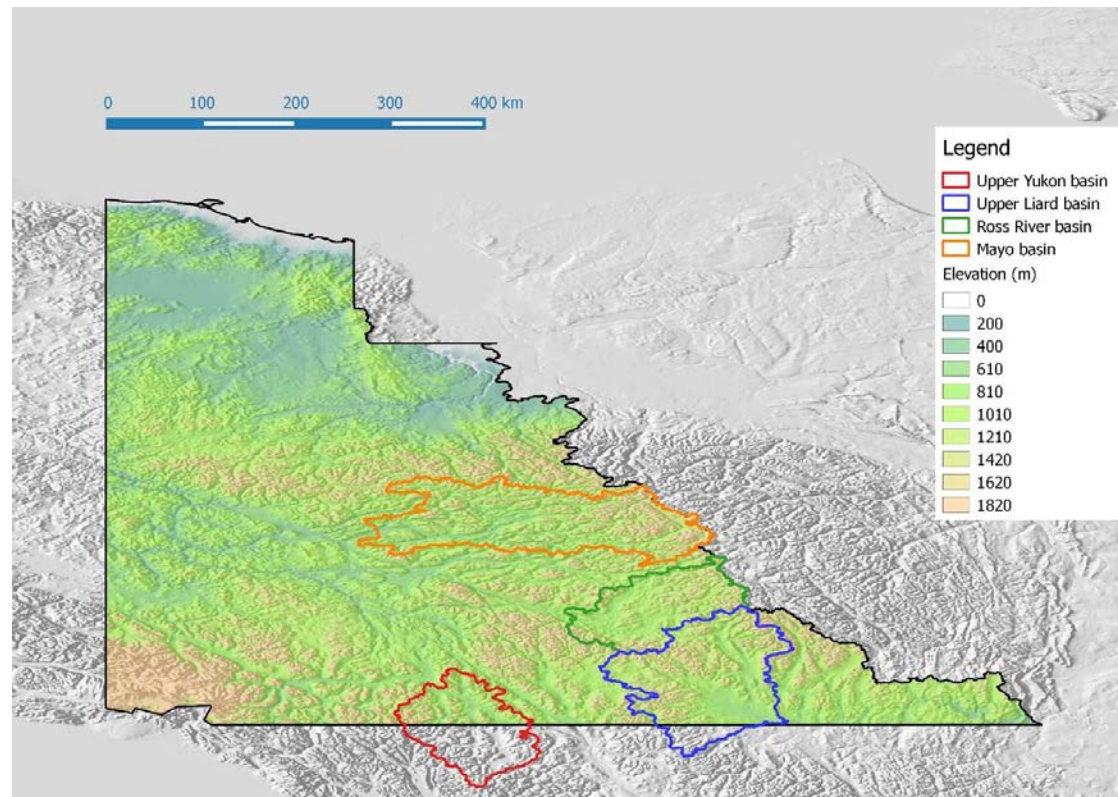 0 100 200 300 400 km
Legend
Upper Yukon basin
Upper Liard basin
Ross River basin
Mayo basin
Elevation (m)
0
200
400
610
810
1010
1210
1420
1620
1820